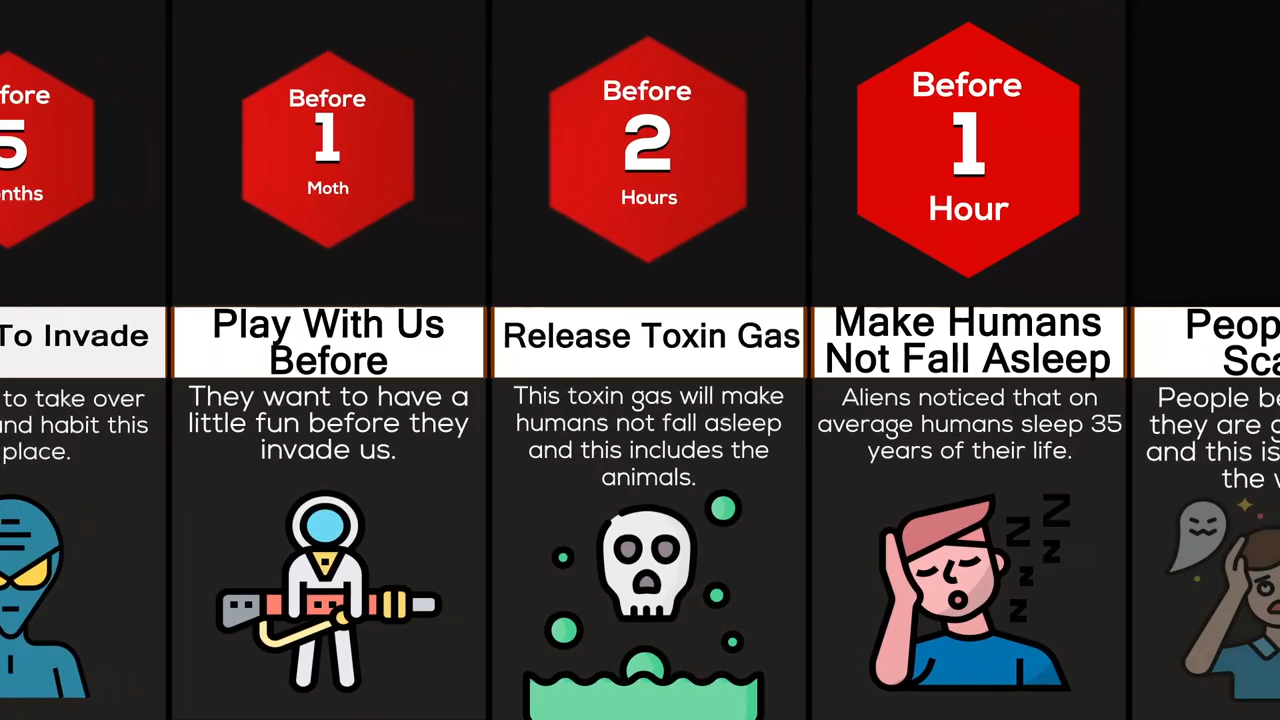 fore
5
nths
To Invade
to take over
nd habit this
place.
Before
1
Moth
Play With Us
Before
They want to have a
little fun before they
invade us.
Before
2
Hours
Release Toxin Gas
This toxin gas will make
humans not fall asleep
and this includes the
animals.
Before
1
Hour
Make Humans
Not Fall Asleep
Aliens noticed that on
average humans sleep 35
years of their life.
Z
Z
Z
Z
Z
Z
Peop
Sca
People be
they are g
and this is
the